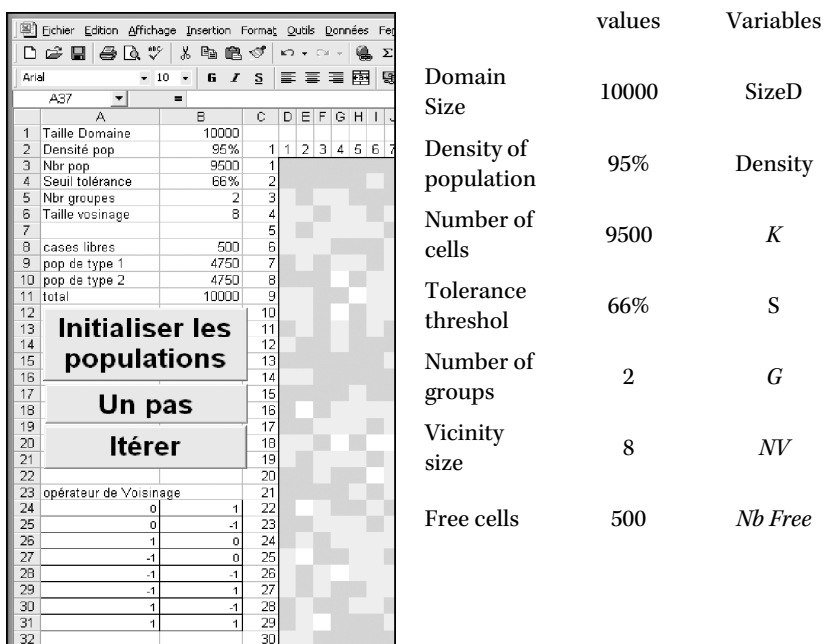 Fichier Edition Affichage Insertion Format Outils Données
Arial 10 G I S
A37 =
A B C D E F G H I
1 Taille Domaine 10000
2 Densité pop 95% 1 1 2 3 4 5 6 7
3 Nbr pop 9500 1
4 Seuil tolérance 66% 2
5 Nbr groupes 2 3
6 Taille vosinage 8 4
7 5
8 cases libres 500 6
9 pop de type 1 4750 7
10 pop de type 2 4750 8
11 total 10000 9
12 10
13 11
14 12
15 13
16 14
Initialiser les
populations
17 15
18 16
Un pas
19 17
20 18
21 19
Itérer
22 20
23 opérateur de Voisinage 21
24 0 1 22
25 0 -1 23
26 1 0 24
27 -1 0 25
28 -1 -1 26
29 -1 1 27
30 1 -1 28
31 1 1 29
32 30
values Variables
Domain
Size 10000 SizeD
Density of
population 95% Density
Number of
cells 9500 K
Tolerance
threshol 66% S
Number of
groups 2 G
Vicinity
size 8 NV
Free cells 500 Nb Free